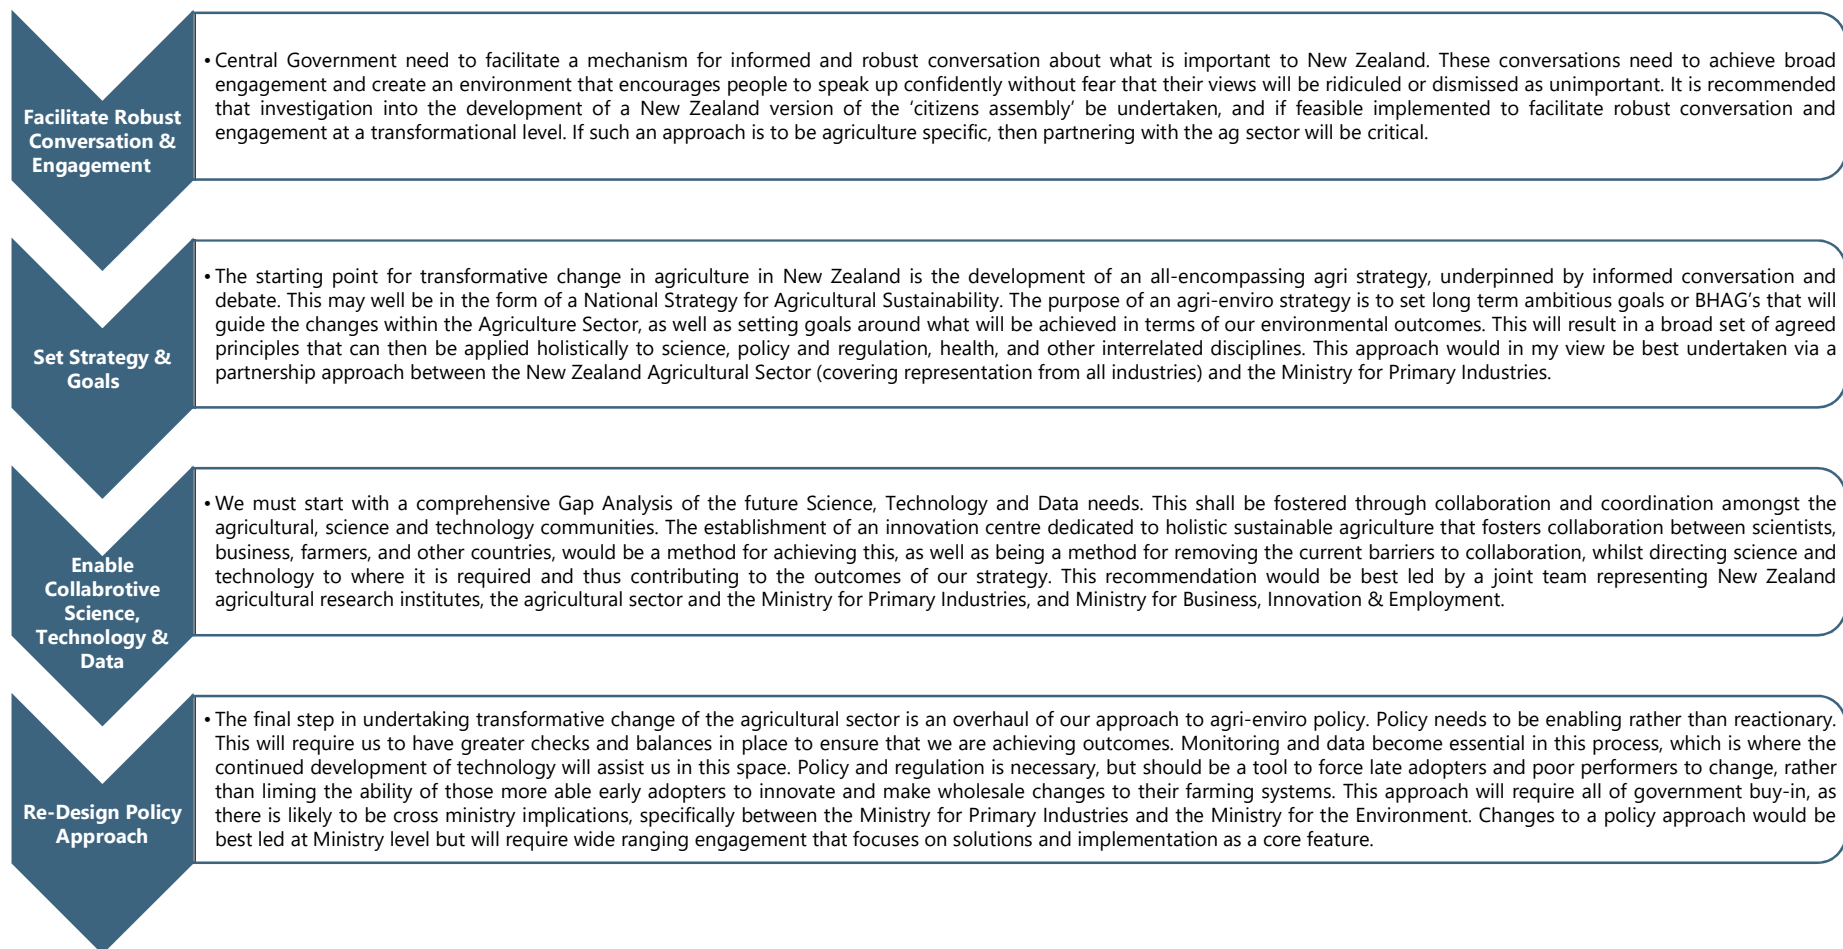 Facilitate Robust
Conversation &
Engagement
• Central Government need to facilitate a mechanism for informed and robust conversation about what is important to New Zealand. These conversations need to achieve broad
engagement and create an environment that encourages people to speak up confidently without fear that their views will be ridiculed or dismissed as unimportant. It is recommended
that investigation into the development of a New Zealand version of the ‘citizens assembly’ be undertaken, and if feasible implemented to facilitate robust conversation and
engagement at a transformational level. If such an approach is to be agriculture specific, then partnering with the ag sector will be critical.
Set Strategy &
Goals
• The starting point for transformative change in agriculture in New Zealand is the development of an all-encompassing agri strategy, underpinned by informed conversation and
debate. This may well be in the form of a National Strategy for Agricultural Sustainability. The purpose of an agri-enviro strategy is to set long term ambitious goals or BHAG’s that will
guide the changes within the Agriculture Sector, as well as setting goals around what will be achieved in terms of our environmental outcomes. This will result in a broad set of agreed
principles that can then be applied holistically to science, policy and regulation, health, and other interrelated disciplines. This approach would in my view be best undertaken via a
partnership approach between the New Zealand Agricultural Sector (covering representation from all industries) and the Ministry for Primary Industries.
Enable
Collabrotive
Science,
Technology &
Data
• We must start with a comprehensive Gap Analysis of the future Science, Technology and Data needs. This shall be fostered through collaboration and coordination amongst the
agricultural, science and technology communities. The establishment of an innovation centre dedicated to holistic sustainable agriculture that fosters collaboration between scientists,
business, farmers, and other countries, would be a method for achieving this, as well as being a method for removing the current barriers to collaboration, whilst directing science and
technology to where it is required and thus contributing to the outcomes of our strategy. This recommendation would be best led by a joint team representing New Zealand
agricultural research institutes, the agricultural sector and the Ministry for Primary Industries, and Ministry for Business, Innovation & Employment.
Re-Design Policy
Approach
• The final step in undertaking transformative change of the agricultural sector is an overhaul of our approach to agri-enviro policy. Policy needs to be enabling rather than reactionary.
This will require us to have greater checks and balances in place to ensure that we are achieving outcomes. Monitoring and data become essential in this process, which is where the
continued development of technology will assist us in this space. Policy and regulation is necessary, but should be a tool to force late adopters and poor performers to change, rather
than liming the ability of those more able early adopters to innovate and make wholesale changes to their farming systems. This approach will require all of government buy-in, as
there is likely to be cross ministry implications, specifically between the Ministry for Primary Industries and the Ministry for the Environment. Changes to a policy approach would be
best led at Ministry level but will require wide ranging engagement that focuses on solutions and implementation as a core feature.